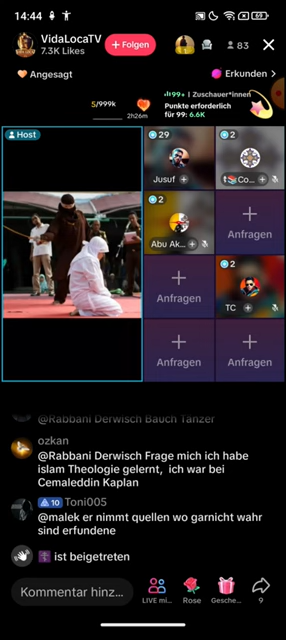 14:44
69
VidaLocaTV
7.3K Likes
+ Folgen
83
Angesagt
Erkunden >
5/999k
2h26m
99+ | Zuschauer*innen
Punkte erforderlich
für 99: 6.6K
Host
29
Jusuf
2
Co...
2
Abu Ak...
Anfragen
Anfragen
2
TC
Anfragen
Anfragen
@Rabbani Derwisch Bauch Tänzer
ozkan
@Rabbani Derwisch Frage mich ich habe
islam Theologie gelernt, ich war bei
Cemaleddin Kaplan
10 Toni005
@malek er nimmt quellen wo garnicht wahr
sind erfundene
ist beigetreten
Kommentar hinz...
LIVE mi...
Rose
Gesche...
9